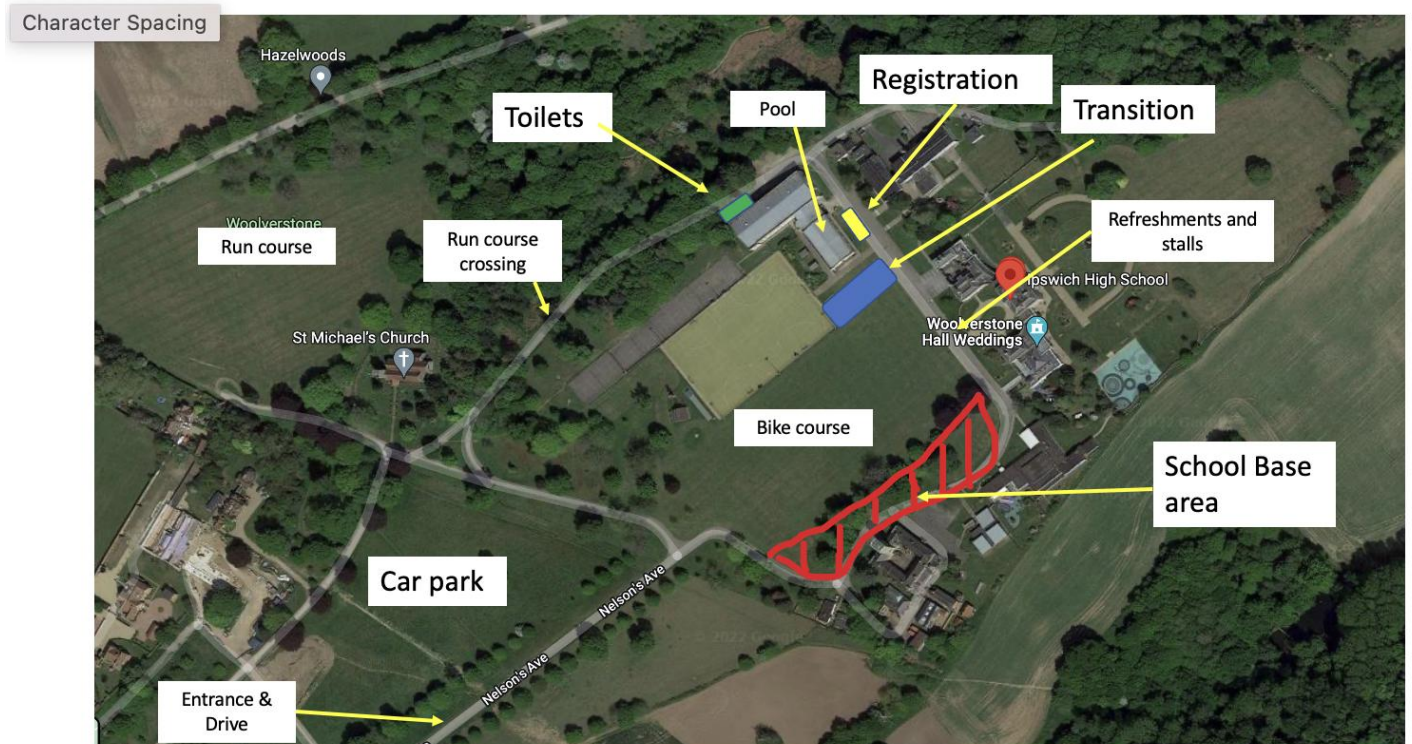 Character Spacing
Hazelwoods
Registration
Pool
Toilets
Transition
Woolverstone
Run course
Run course
crossing
Refreshments and
stalls
Ipswich High School
Woolverstone
Hall Weddings
St Michael's Church
Bike course
School Base
area
Car park
Nelson's Ave
Nelson's Ave
© 2022 Google
Entrance &
Drive